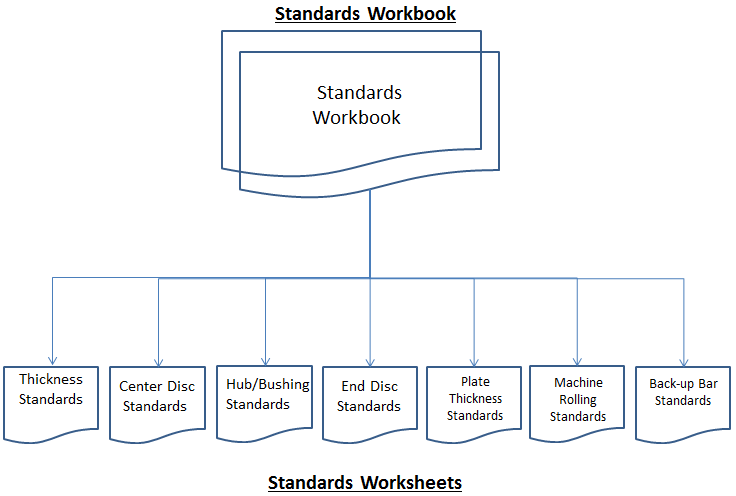 Standards Workbook
Standards
Workbook
Thickness
Standards
Center Disc
Standards
Hub/Bushing
Standards
End Disc
Standards
Plate
Thickness
Standards
Machine
Rolling
Standards
Back-up Bar
Standards
Standards Worksheets